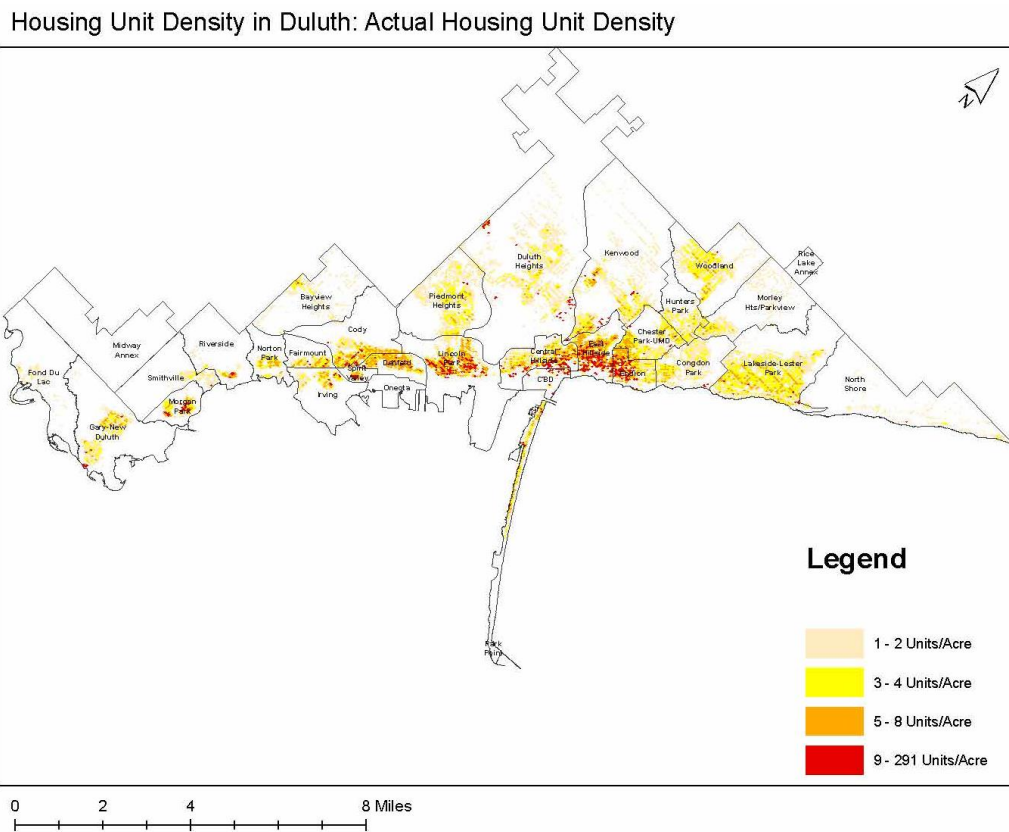 Housing Unit Density in Duluth: Actual Housing Unit Density
N
Rice
Lake
Annex
Duluth
Heights
Kenwood
Woodland
Bayview
Heights
Piedmont
Heights
Hunters
Park
Morley
Hts/Parkview
Cody
Chester
Park-UMD
Midway
Annex
Riverside
Norton
Park
Fairmount
Lincoln
Park
Central
Hillside
East
Hillside
Congdon
Park
Lakeside-Lester
Park
North
Shore
Fond Du
Lac
Smithville
Spirit
Valley
Denfeld
Endion
CBD
Irving
Oneota
Morgan
Park
Gary-New
Duluth
Park
Point
Legend
1 - 2 Units/Acre
3 - 4 Units/Acre
5 - 8 Units/Acre
9 - 291 Units/Acre
0 2 4 8 Miles